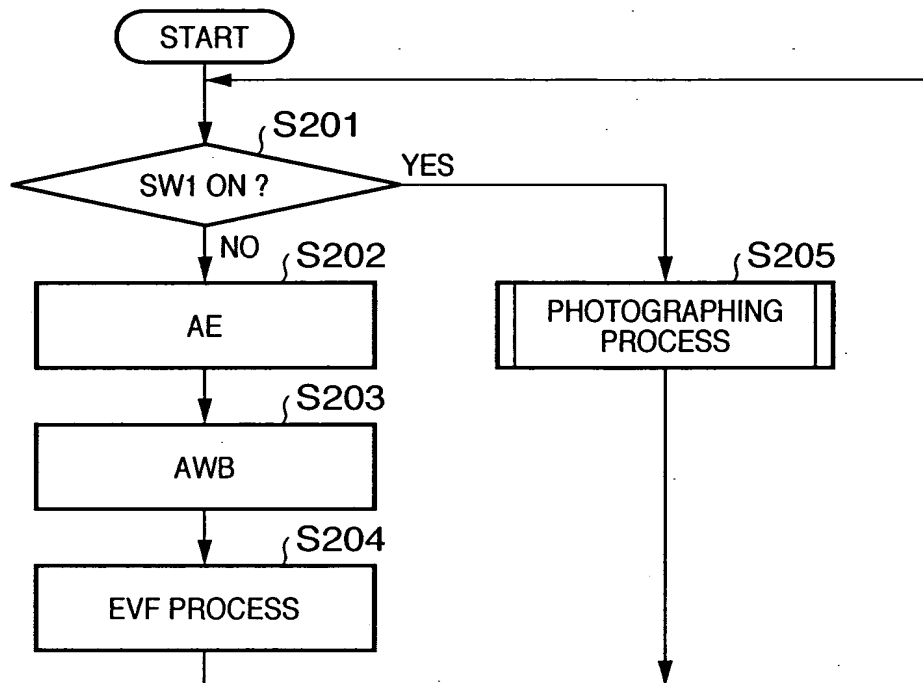 START
S201
SW1 ON ?
YES
NO
S202
AE
S205
PHOTOGRAPHING
PROCESS
S203
AWB
S204
EVF PROCESS